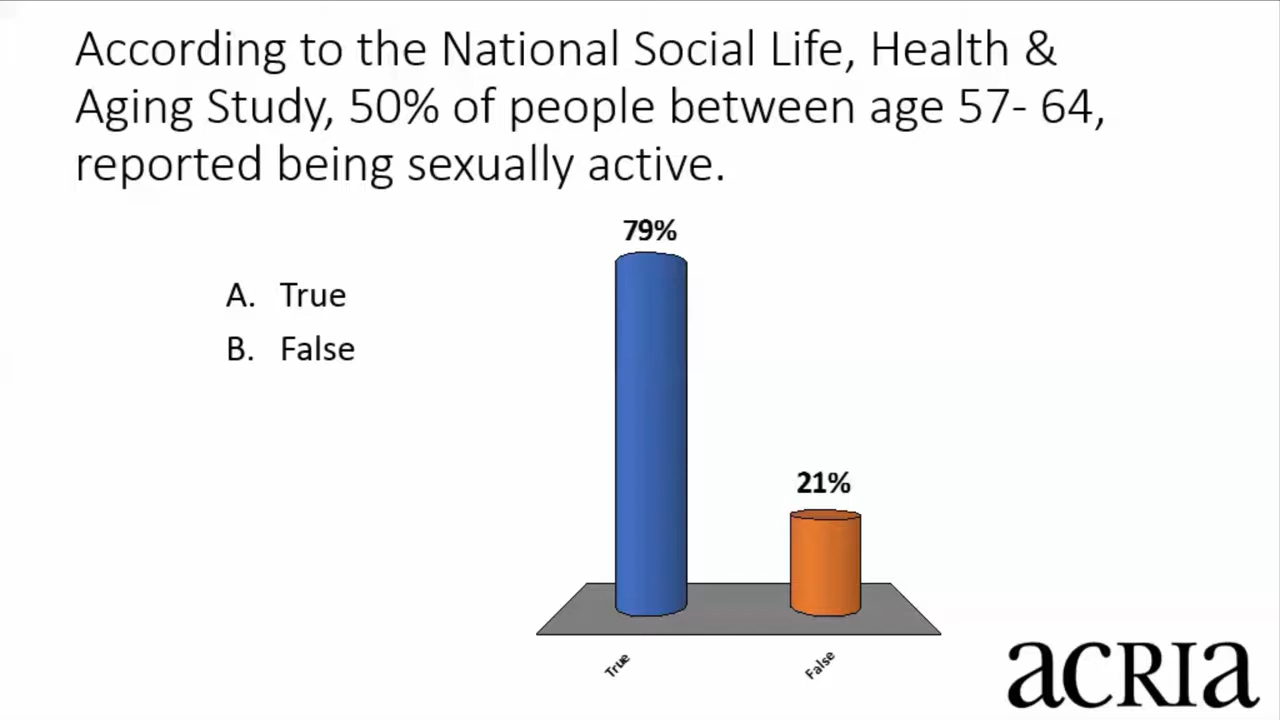 According to the National Social Life, Health &
Aging Study, 50% of people between age 57- 64,
reported being sexually active.
A. True
B. False
79%
21%
True
False
acria